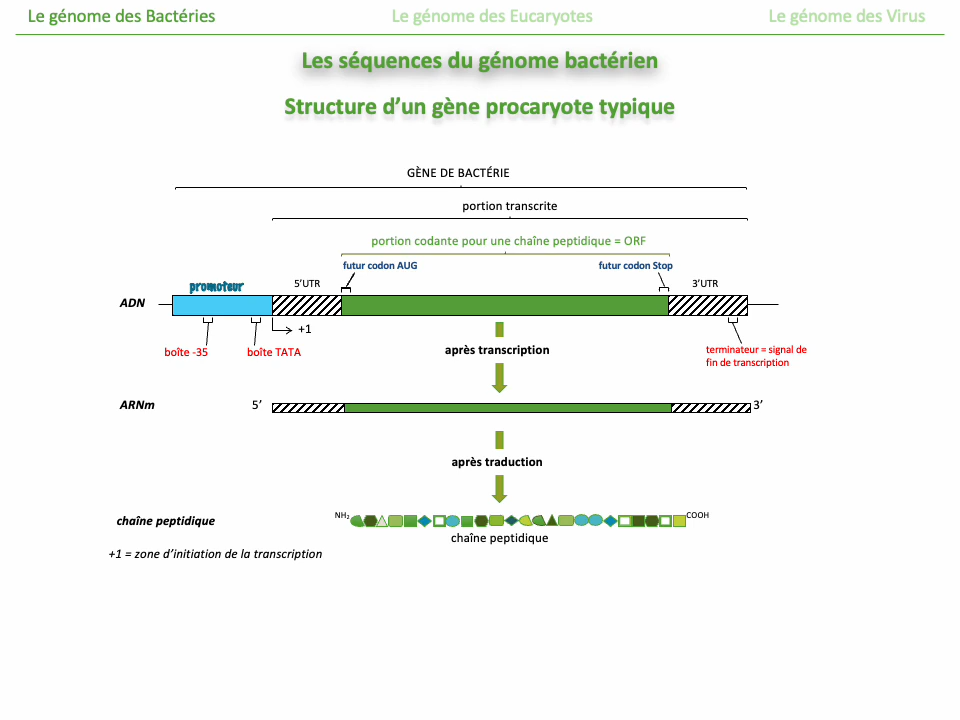 Le génome des Bactéries
Le génome des Eucaryotes
Le génome des Virus
Les séquences du génome bactérien
Structure d’un gène procaryote typique
GÈNE DE BACTÉRIE
portion transcrite
portion codante pour une chaîne peptidique = ORF
futur codon AUG
futur codon Stop
promoteur
5’UTR
3’UTR
ADN
+1
boîte -35
boîte TATA
après transcription
terminateur = signal de
fin de transcription
ARNm
5’
3’
après traduction
NH₂
COOH
chaîne peptidique
chaîne peptidique
+1 = zone d’initiation de la transcription